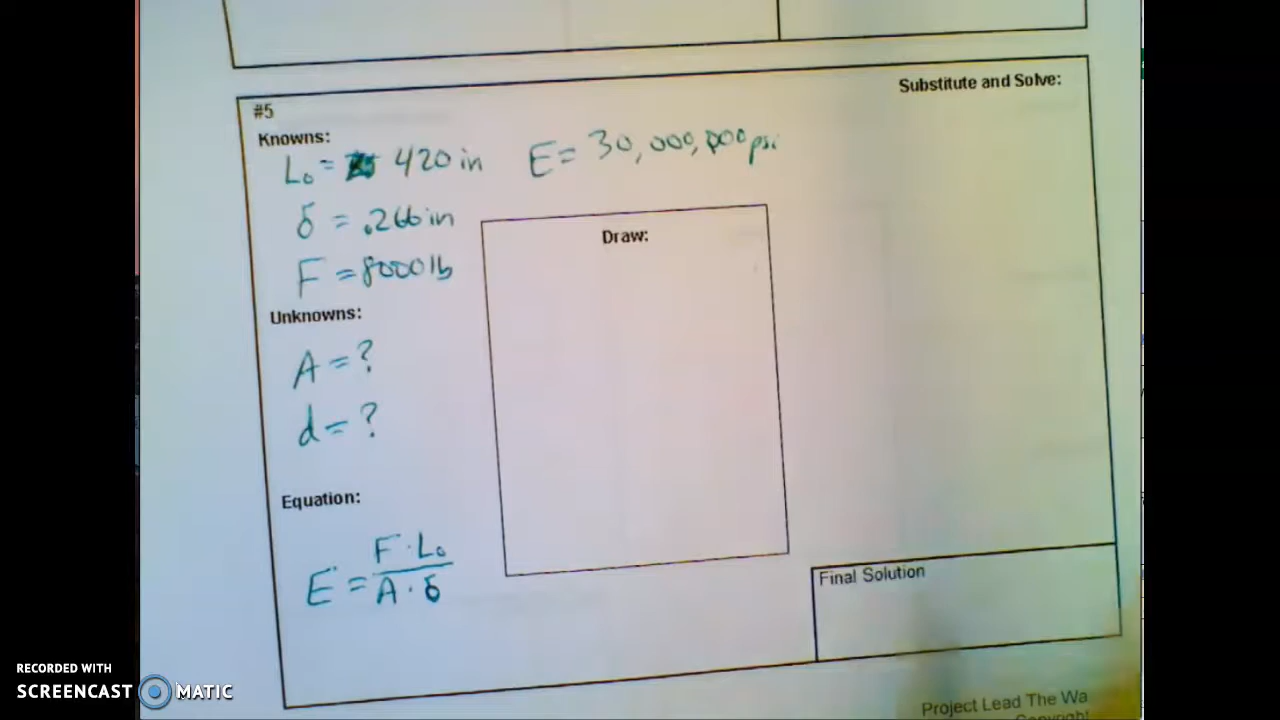 Substitute and Solve:
#5
Knowns:
L₀ = 420 in E = 30,000,000 psi
δ = .266 in
F = 8000 lb
Draw:
Unknowns:
A = ?
d = ?
Equation:
E = F · L₀
A · δ
Final Solution
RECORDED WITH
SCREENCAST MATIC
Project Lead The Wa
Copyright